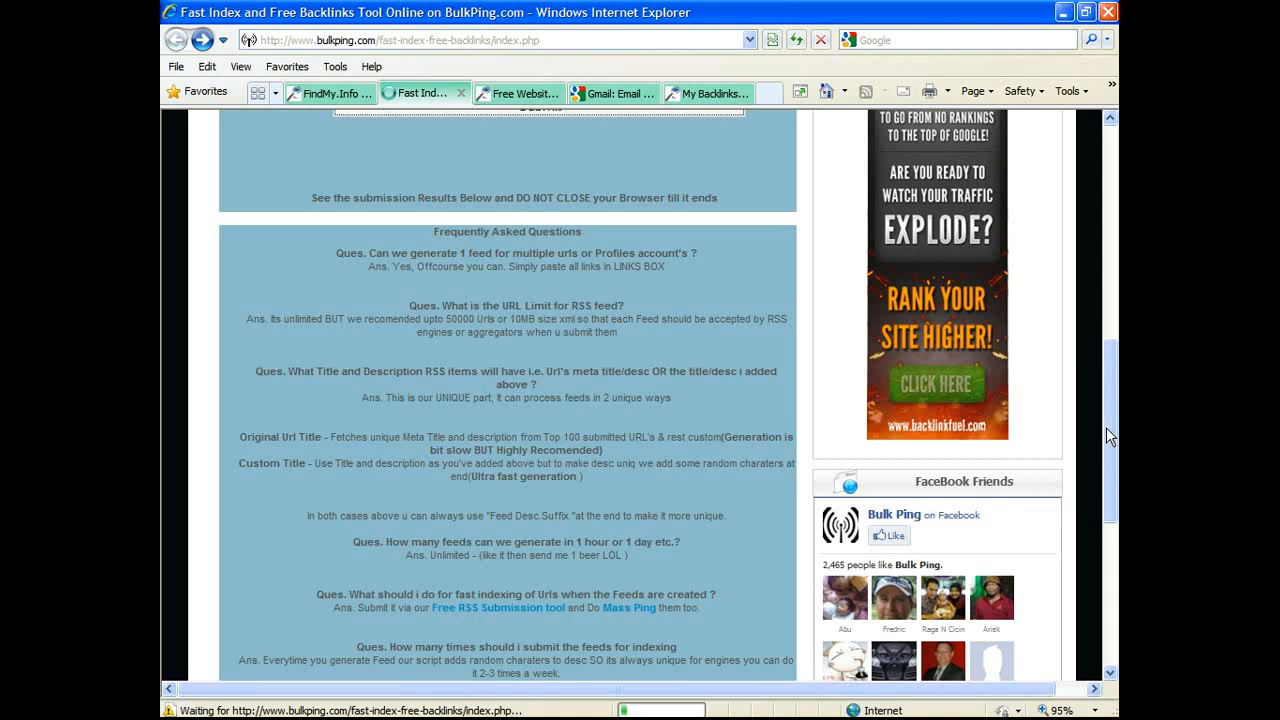 Fast Index and Free Backlinks Tool Online on BulkPing.com - Windows Internet Explorer
http://www.bulkping.com/fast-index-free-backlinks/index.php
Google
File Edit View Favorites Tools Help
Favorites
FindMy.Info ...
Fast Ind...
Free Websit...
Gmail: Email ...
My Backlinks...
Page
Safety
Tools
See the submission Results Below and DO NOT CLOSE your Browser till it ends
Frequently Asked Questions
Ques. Can we generate 1 feed for multiple urls or Profiles account's ?
Ans. Yes, Offcourse you can. Simply paste all links in LINKS BOX
Ques. What is the URL Limit for RSS feed?
Ans. Its unlimited BUT we recomended upto 50000 Urls or 10MB size xml so that each Feed should be accepted by RSS
engines or aggregators when u submit them
Ques. What Title and Description RSS items will have i.e. Url's meta title/desc OR the title/desc i added
above ?
Ans. This is our UNIQUE part, It can process feeds in 2 unique ways
Original Url Title - Fetches unique Meta Title and description from Top 100 submitted URL's & rest custom(Generation is
bit slow BUT Highly Recomended)
Custom Title - Use Title and description as you've added above but to make desc uniq we add some random charaters at
end(Ultra fast generation )
In both cases above u can always use "Feed Desc.Suffix "at the end to make it more unique.
Ques. How many feeds can we generate in 1 hour or 1 day etc.?
Ans. Unlimited - (like it then send me 1 beer LOL )
Ques. What should i do for fast indexing of Urls when the Feeds are created ?
Ans. Submit it via our Free RSS Submission tool and Do Mass Ping them too.
Ques. How many times should i submit the feeds for indexing
Ans. Everytime you generate Feed our script adds random charaters to desc SO its always unique for engines you can do
it 2-3 times a week.
TO GO FROM NO RANKINGS
TO THE TOP OF GOOGLE!
ARE YOU READY TO
WATCH YOUR TRAFFIC
EXPLODE?
RANK YOUR
SITE HIGHER!
CLICK HERE
www.backlinkfuel.com
FaceBook Friends
Bulk Ping on Facebook
Like
2,465 people like Bulk Ping.
Abu
Fredric
Raga N Cicin
Arisk
Waiting for http://www.bulkping.com/fast-index-free-backlinks/index.php...
Internet
95%